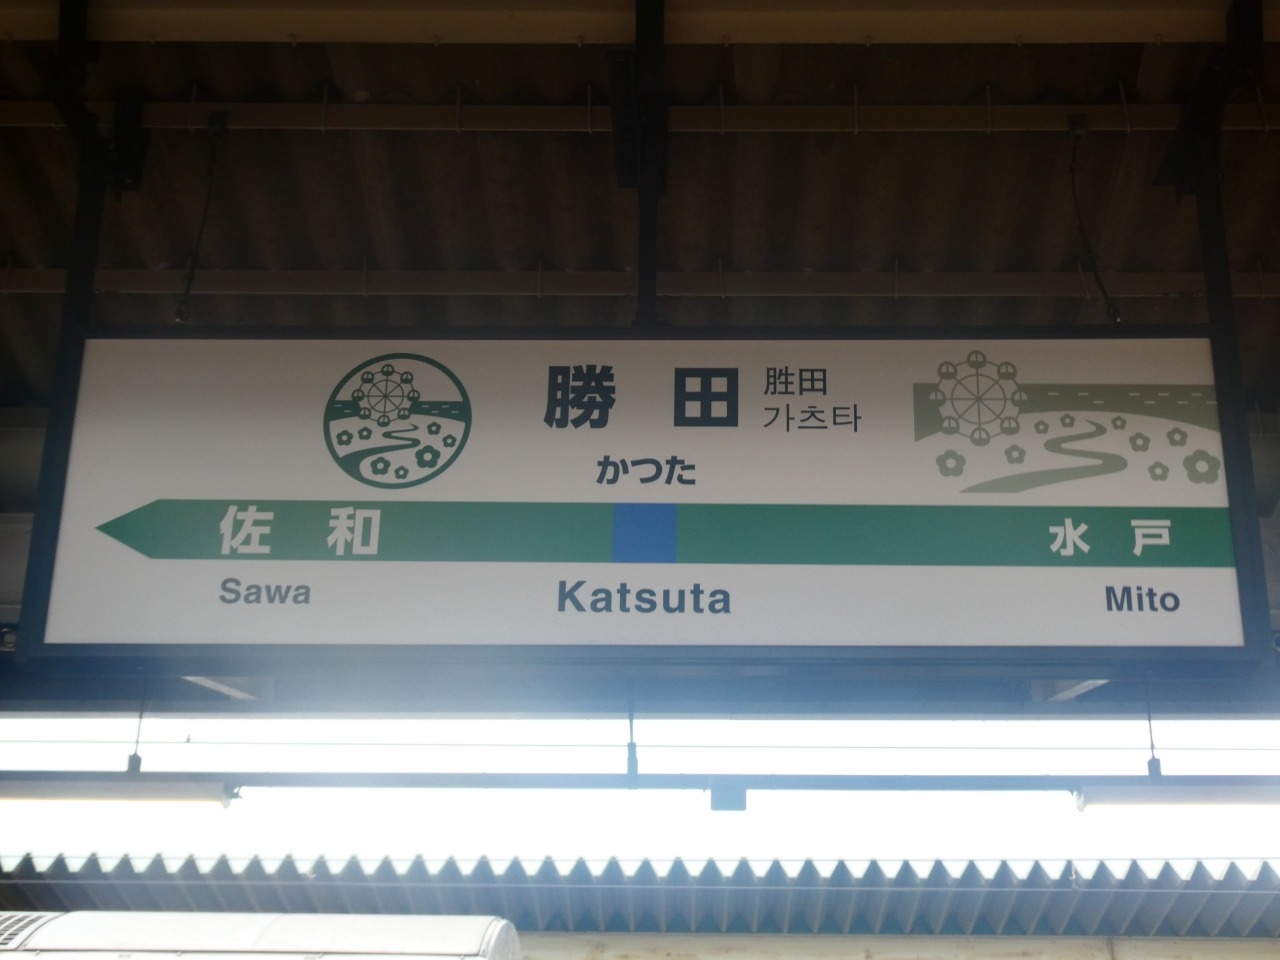 勝田
胜田
가츠타
かつた
佐和
水戸
Sawa
Katsuta
Mito